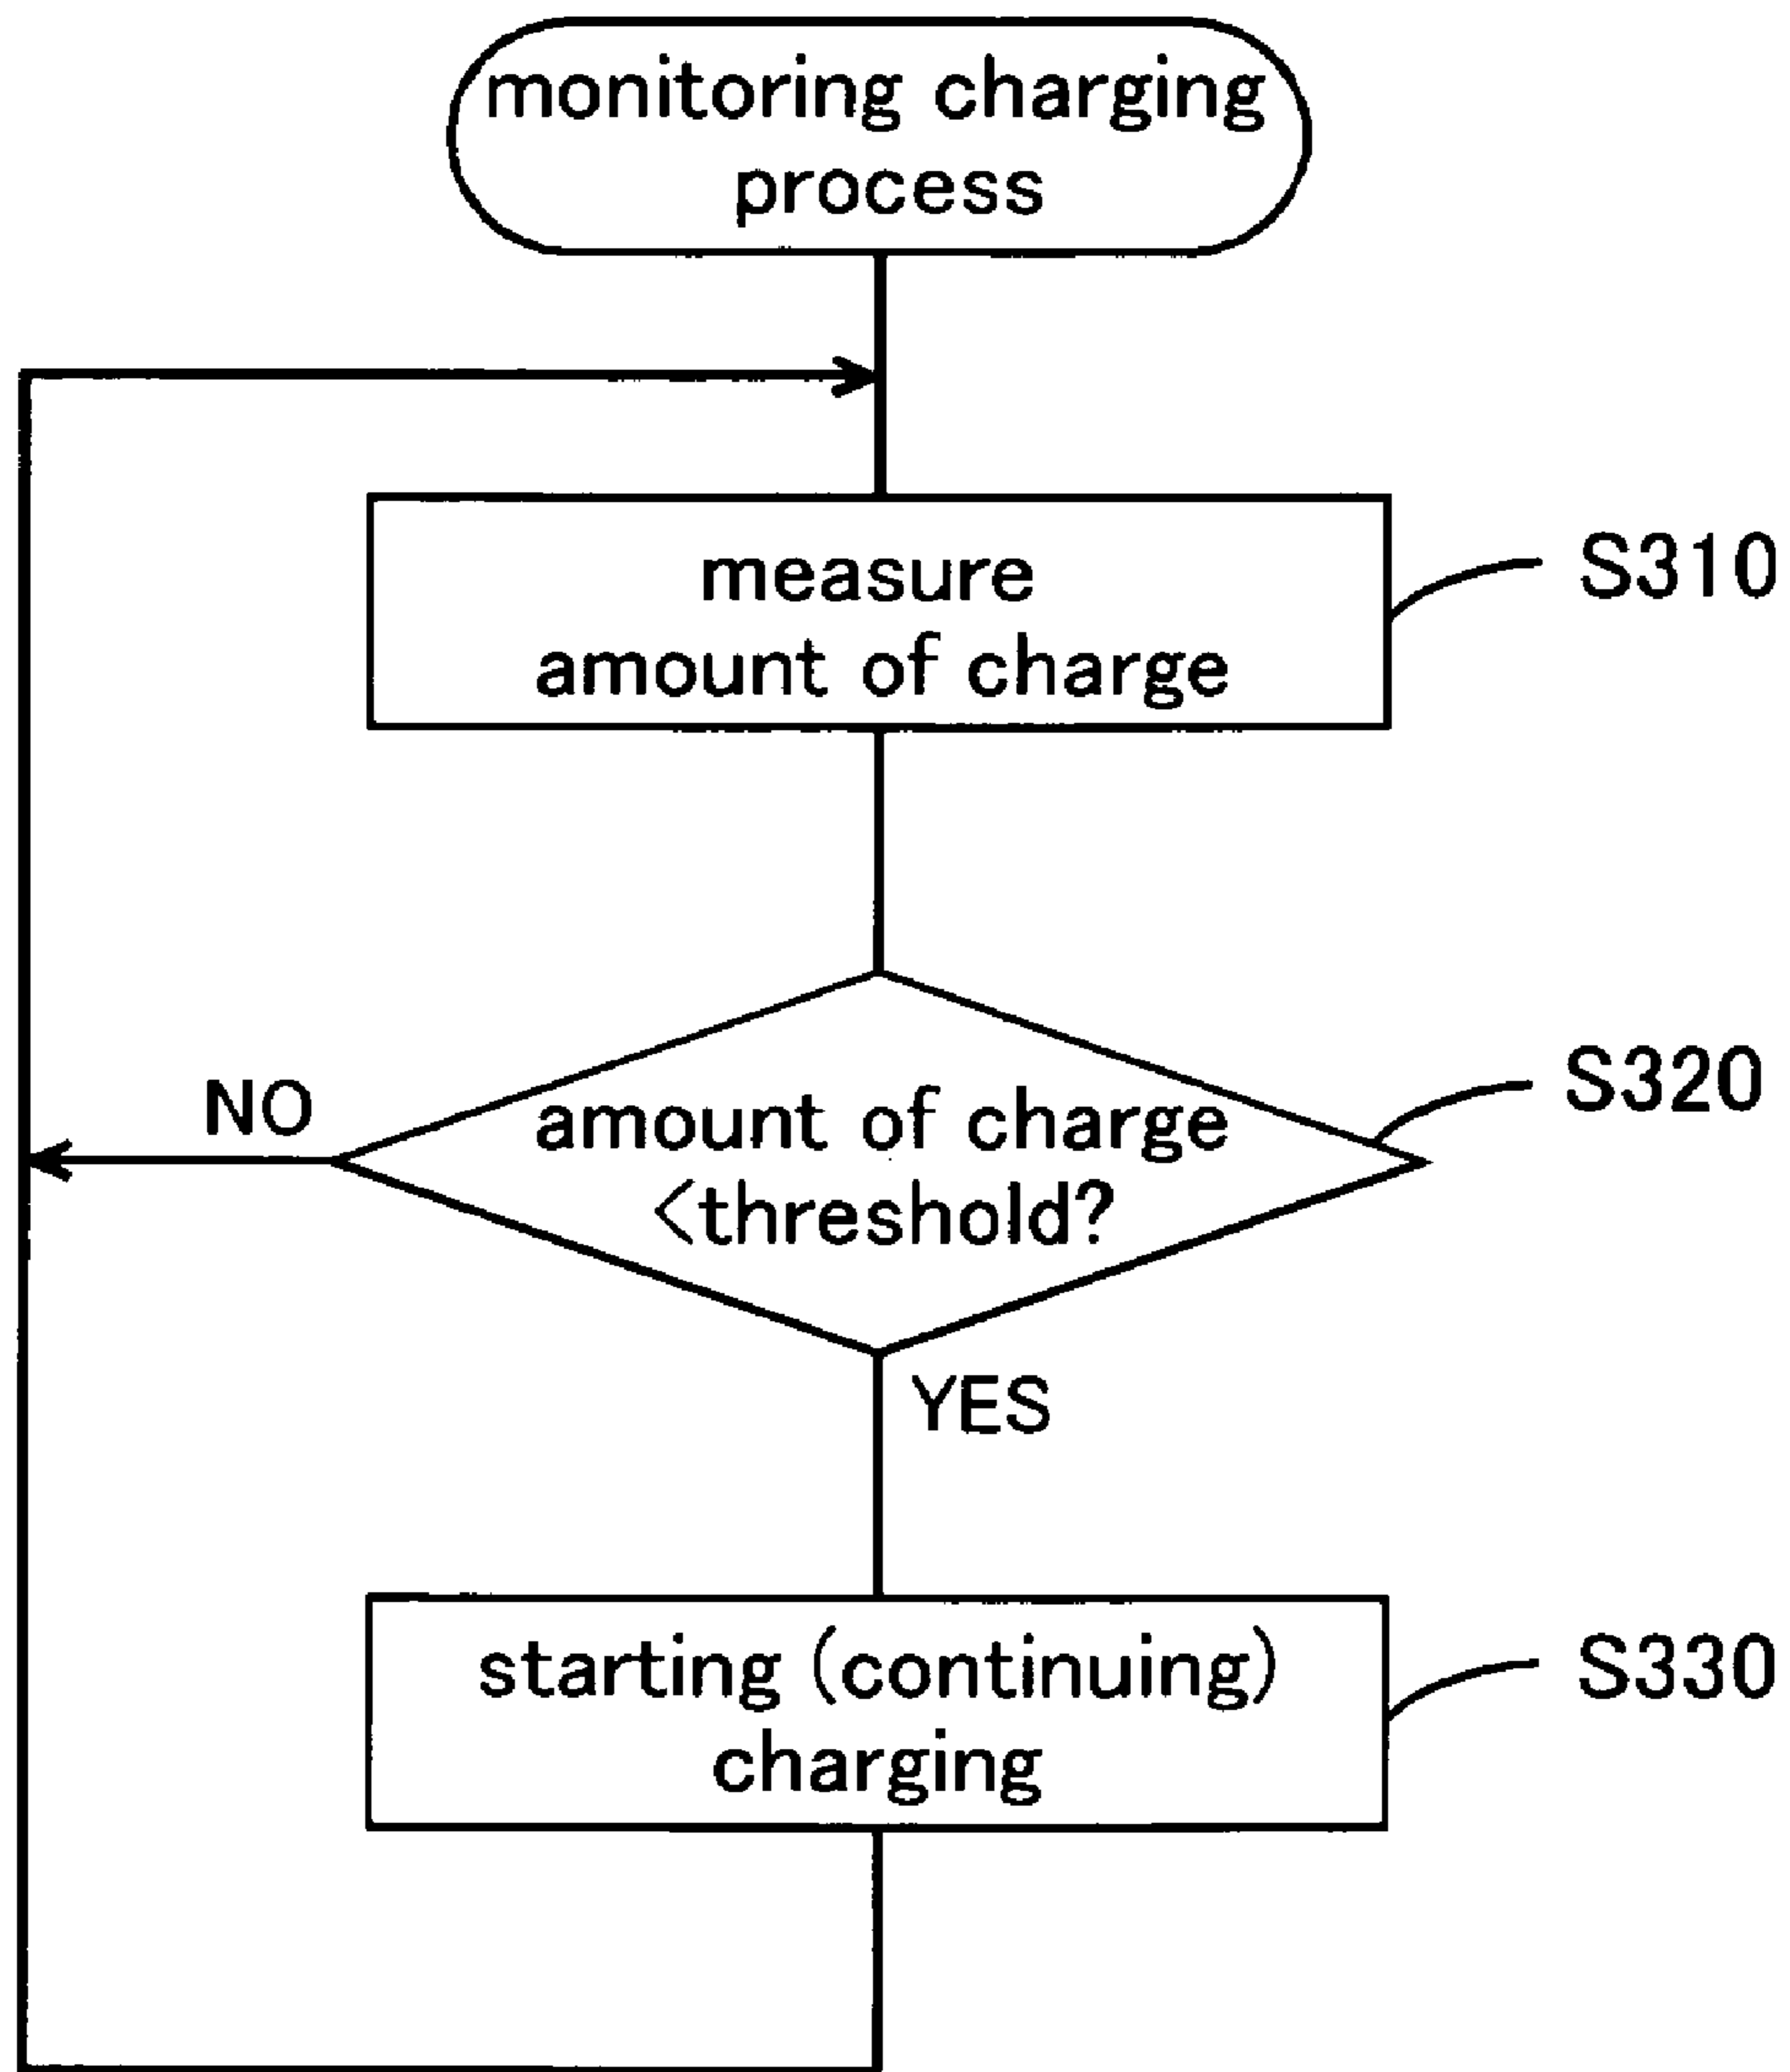 monitoring charging
process
measure
amount of charge
S310
amount of charge
<threshold?
S320
NO
YES
starting (continuing)
charging
S330